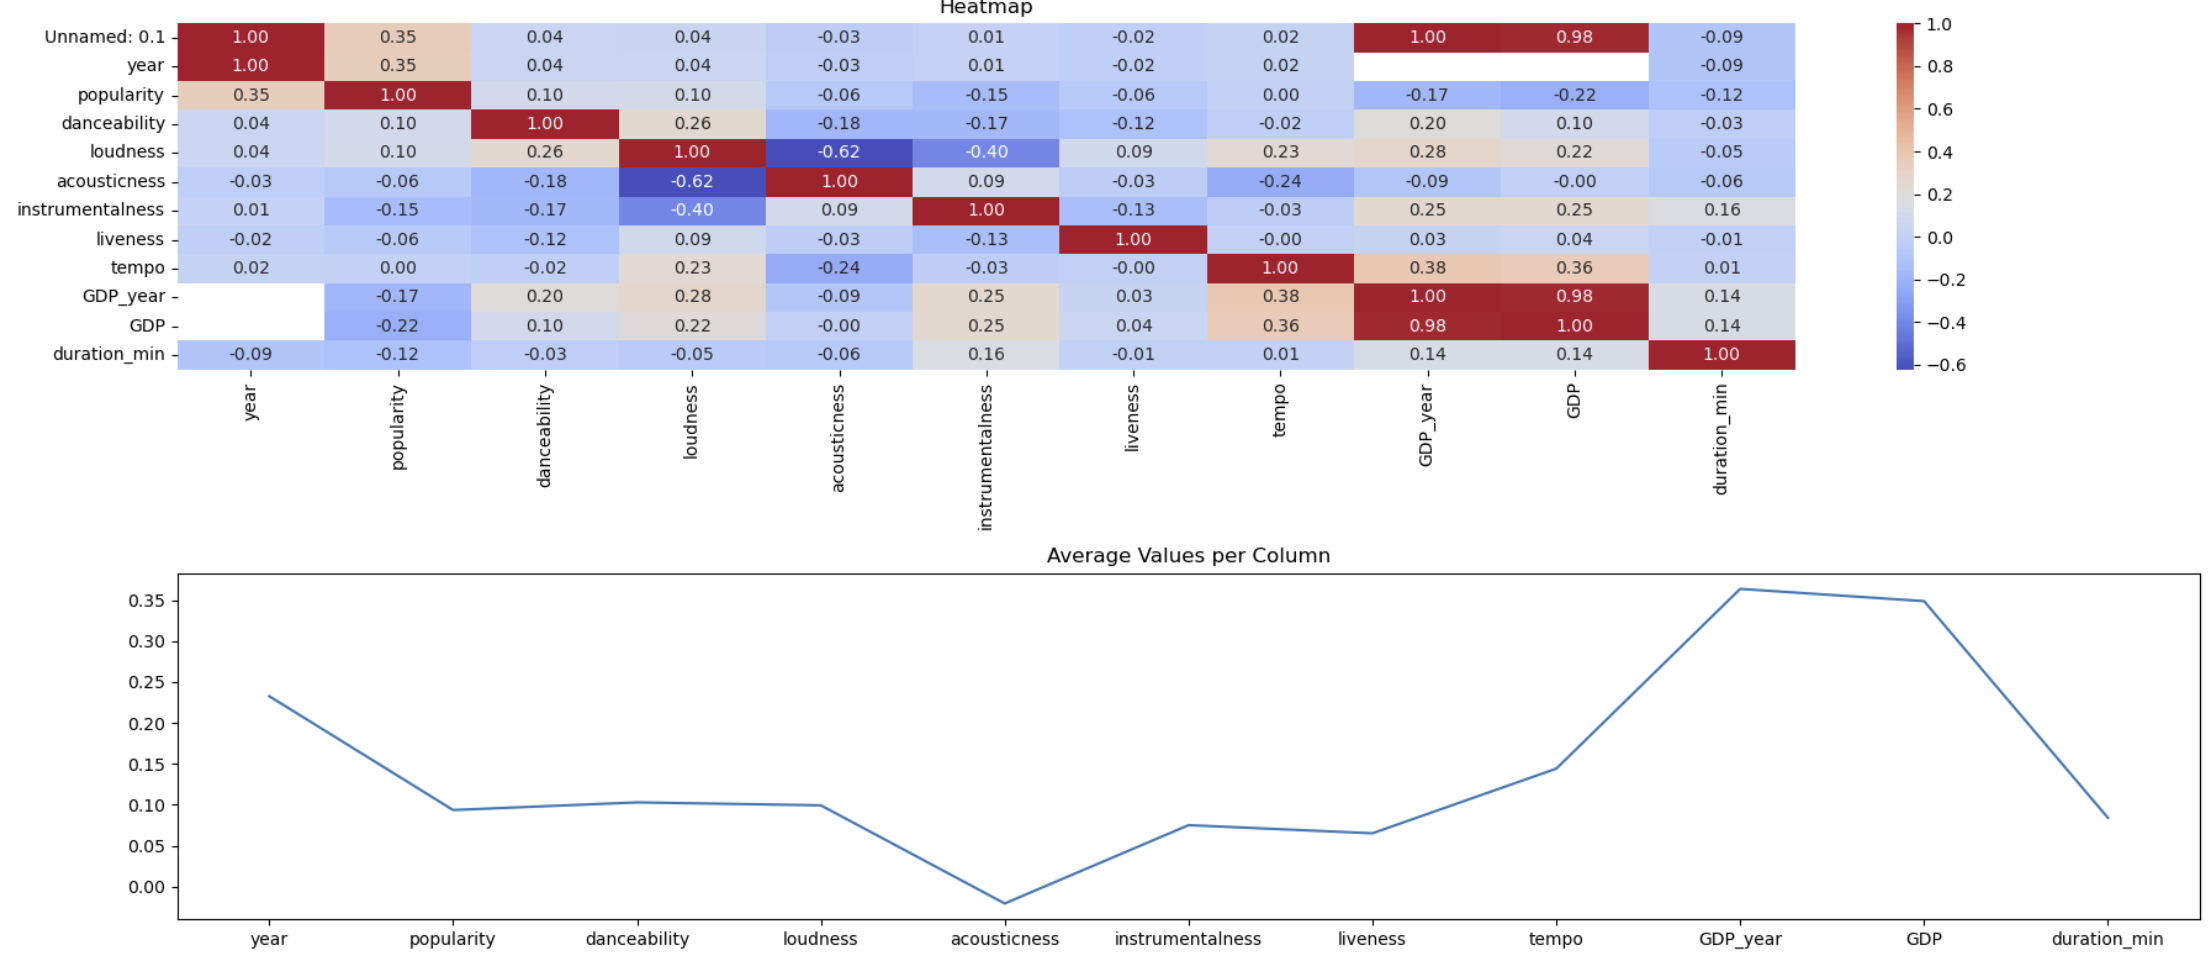 Heatmap
Unnamed: 0.1 1.00 0.35 0.04 0.04 -0.03 0.01 -0.02 0.02 1.00 0.98 -0.09
year 1.00 0.35 0.04 0.04 -0.03 0.01 -0.02 0.02 -0.09
popularity 0.35 1.00 0.10 0.10 -0.06 -0.15 -0.06 0.00 -0.17 -0.22 -0.12
danceability 0.04 0.10 1.00 0.26 -0.18 -0.17 -0.12 -0.02 0.20 0.10 -0.03
loudness 0.04 0.10 0.26 1.00 -0.62 -0.40 0.09 0.23 0.28 0.22 -0.05
acousticness -0.03 -0.06 -0.18 -0.62 1.00 0.09 -0.03 -0.24 -0.09 -0.00 -0.06
instrumentalness 0.01 -0.15 -0.17 -0.40 0.09 1.00 -0.13 -0.03 0.25 0.25 0.16
liveness -0.02 -0.06 -0.12 0.09 -0.03 -0.13 1.00 -0.00 0.03 0.04 -0.01
tempo 0.02 0.00 -0.02 0.23 -0.24 -0.03 -0.00 1.00 0.38 0.36 0.01
GDP_year -0.17 0.20 0.28 -0.09 0.25 0.03 0.38 1.00 0.98 0.14
GDP -0.22 0.10 0.22 -0.00 0.25 0.04 0.36 0.98 1.00 0.14
duration_min -0.09 -0.12 -0.03 -0.05 -0.06 0.16 -0.01 0.01 0.14 0.14 1.00
year popularity danceability loudness acousticness instrumentalness liveness tempo GDP_year GDP duration_min
1.0
0.8
0.6
0.4
0.2
0.0
−0.2
−0.4
−0.6
Average Values per Column
0.35
0.30
0.25
0.20
0.15
0.10
0.05
0.00
year popularity danceability loudness acousticness instrumentalness liveness tempo GDP_year GDP duration_min